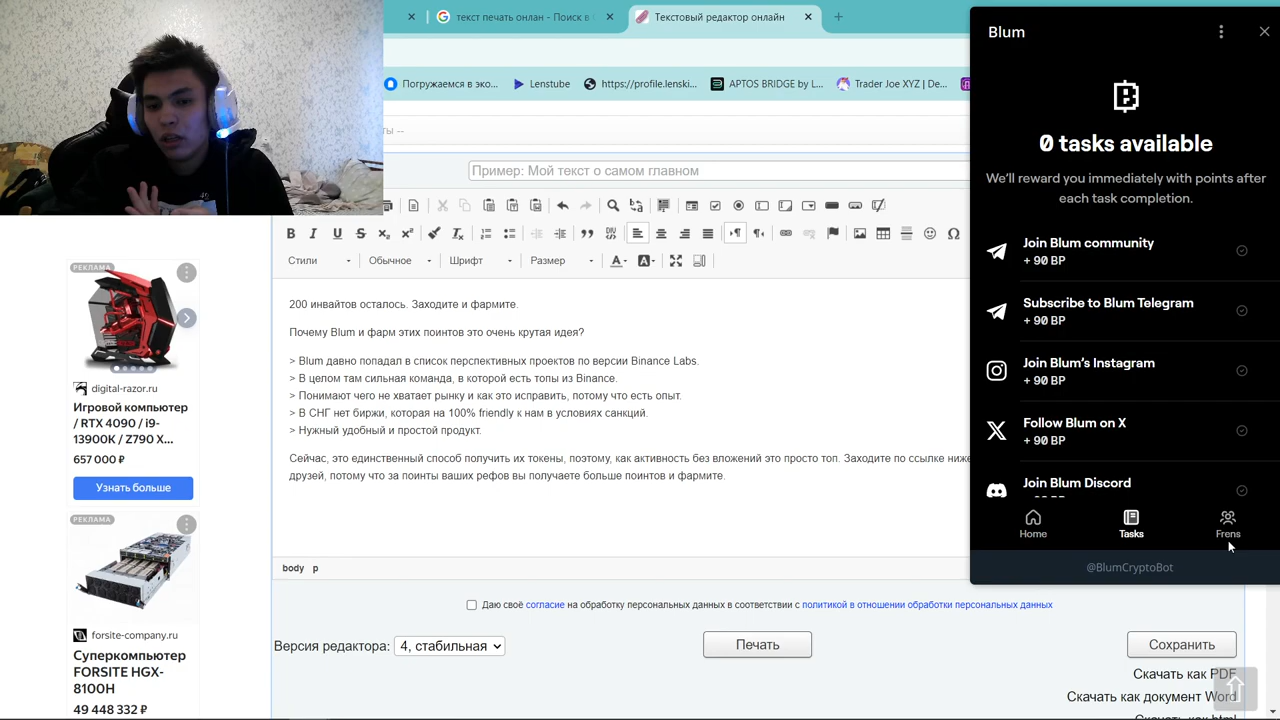 текст печать онлан - Поиск в
Текстовый редактор онлайн
Погружаемся в эко...
Lenstube
https://profile.lenski...
APTOS BRIDGE by L...
Trader Joe XYZ | De...
ты --
Пример: Мой текст о самом главном
Стили
Обычное
Шрифт
Размер
200 инвайтов осталось. Заходите и фармите.
Почему Blum и фарм этих поинтов это очень крутая идея?
> Blum давно попадал в список перспективных проектов по версии Binance Labs.
> В целом там сильная команда, в которой есть топы из Binance.
> Понимают чего не хватает рынку и как это исправить, потому что есть опыт.
> В СНГ нет биржи, которая на 100% friendly к нам в условиях санкций.
> Нужный удобный и простой продукт.
Сейчас, это единственный способ получить их токены, поэтому, как активность без вложений это просто топ. Заходите по ссылке ниже
друзей, потому что за поинты ваших рефов вы получаете больше поинтов и фармите.
body p
Даю своё согласие на обработку персональных данных в соответствии с политикой в отношении обработки персональных данных
Версия редактора: 4, стабильная
Печать
Сохранить
Скачать как PDF
Скачать как документ Word
Скачать как html
РЕКЛАМА
digital-razor.ru
Игровой компьютер
/ RTX 4090 / i9-
13900K / Z790 X...
657 000 ₽
Узнать больше
РЕКЛАМА
forsite-company.ru
Суперкомпьютер
FORSITE HGX-
8100H
49 448 332 ₽
Blum
0 tasks available
We'll reward you immediately with points after
each task completion.
Join Blum community
+ 90 BP
Subscribe to Blum Telegram
+ 90 BP
Join Blum's Instagram
+ 90 BP
Follow Blum on X
+ 90 BP
Join Blum Discord
Home
Tasks
Frens
@BlumCryptoBot